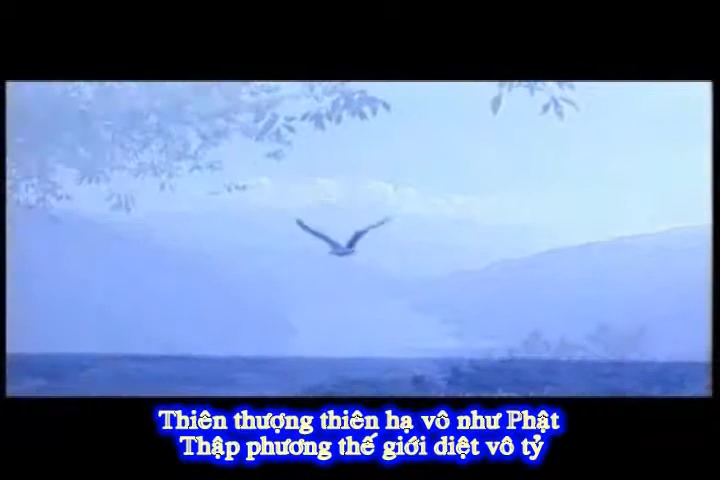 Thiên thượng thiên hạ vô như Phật
Thập phương thế giới diệt vô tỷ